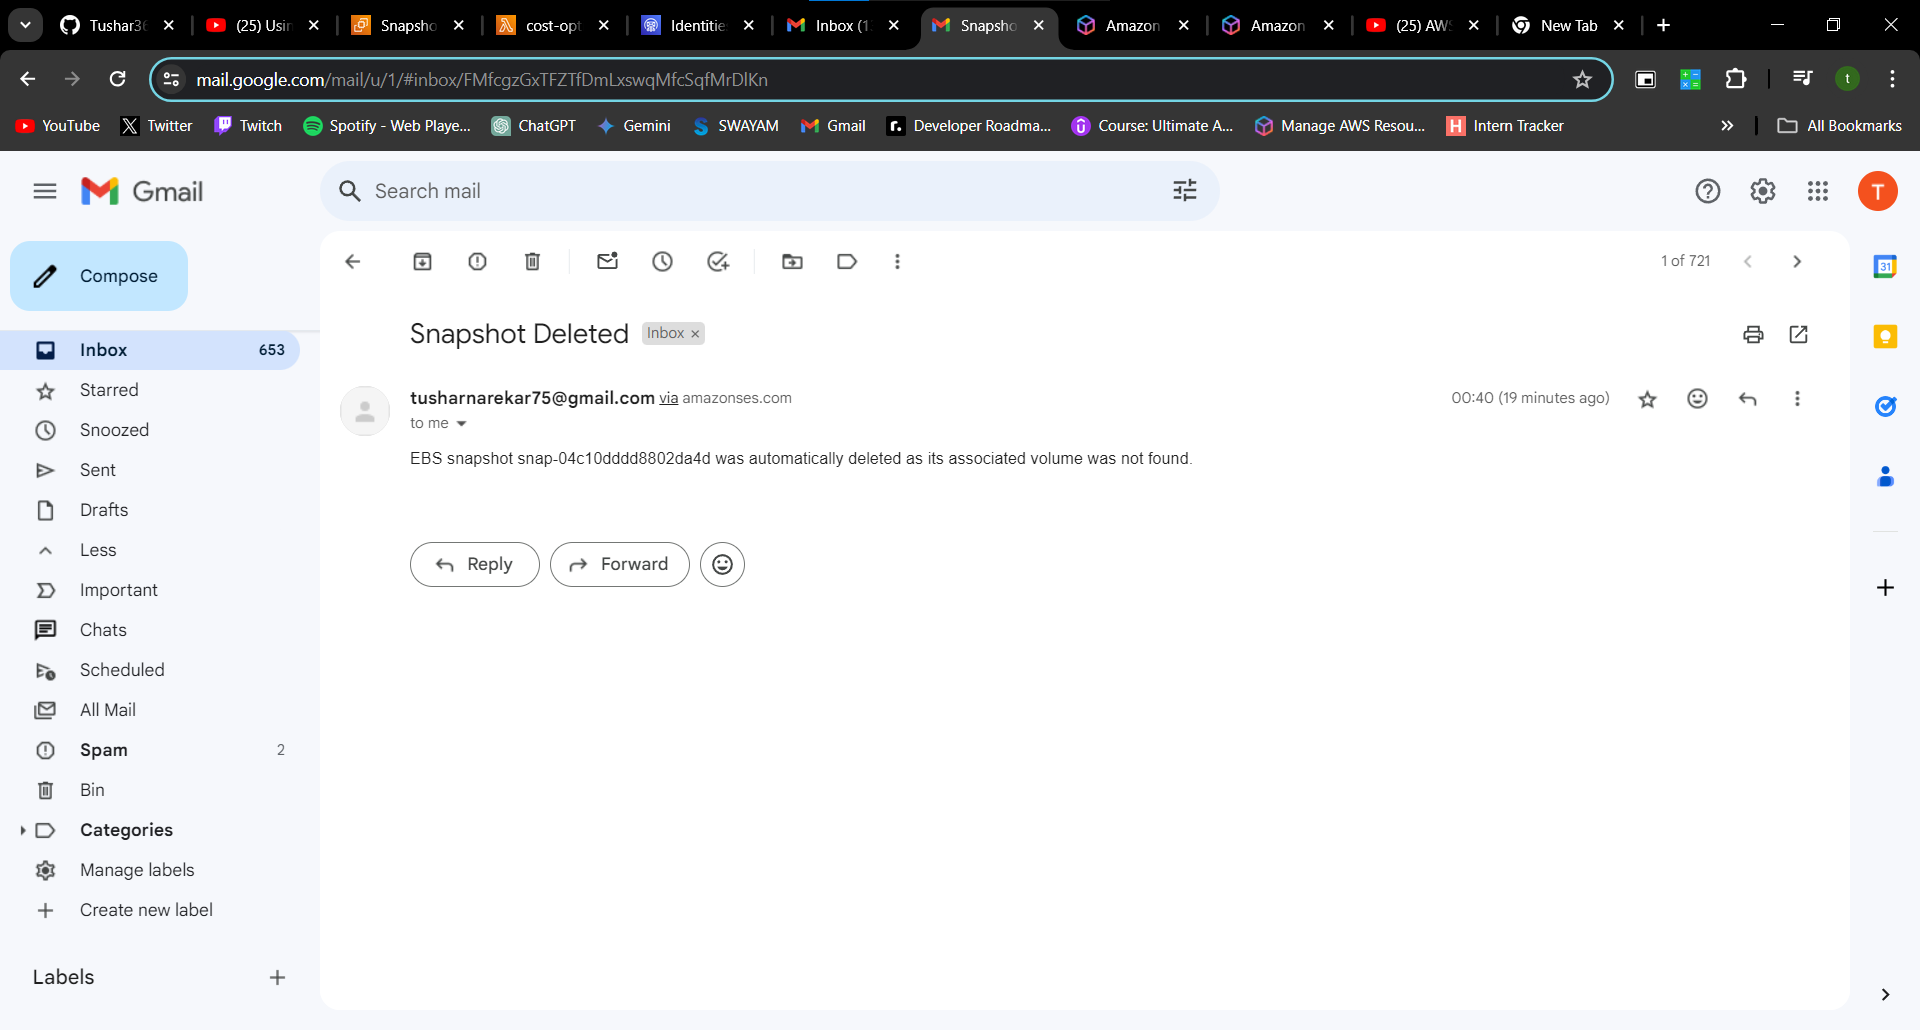 Tushar36
(25) Usin
Snapsho
cost-opt
Identitie
Inbox (1
Snapsho
Amazon
Amazon
(25) AWS
New Tab
mail.google.com/mail/u/1/#inbox/FMfcgzGxTFZTfDmLxswqMfcSqfMrDlKn
t
YouTube
Twitter
Twitch
Spotify - Web Playe...
ChatGPT
Gemini
SWAYAM
Gmail
Developer Roadma...
Course: Ultimate A...
Manage AWS Resou...
Intern Tracker
All Bookmarks
Gmail
Search mail
T
Compose
1 of 721
31
Snapshot Deleted
Inbox
Inbox 653
tusharnarekar75@gmail.com via amazonses.com
00:40 (19 minutes ago)
to me
EBS snapshot snap-04c10dddd8802da4d was automatically deleted as its associated volume was not found.
Reply
Forward
Starred
Snoozed
Sent
Drafts
Less
Important
Chats
Scheduled
All Mail
Spam 2
Bin
Categories
Manage labels
Create new label
Labels